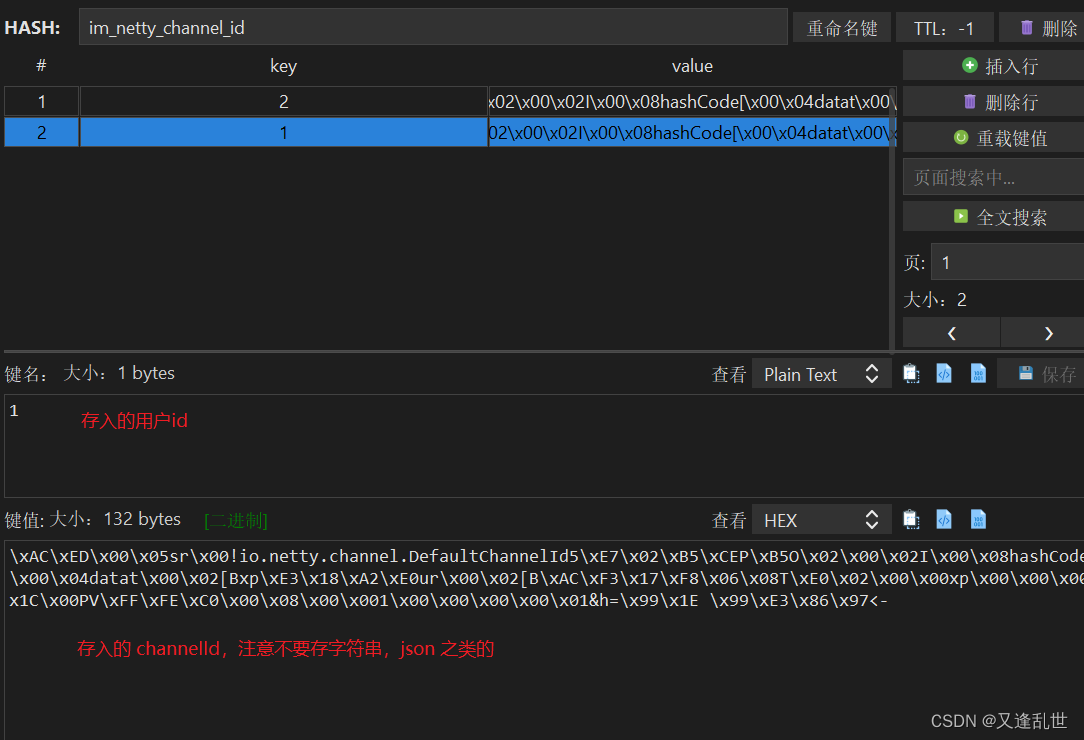 HASH: im_netty_channel_id 重命名键 TTL：-1 删除
# key value
1 2 x02\x00\x02I\x00\x08hashCode[\x00\x04datat\x00\
2 1 02\x00\x02I\x00\x08hashCode[\x00\x04datat\x00\
插入行
删除行
重载键值
页面搜索中...
全文搜索
页: 1
大小：2
键名： 大小：1 bytes 查看 Plain Text 保存
1
存入的用户id
键值: 大小：132 bytes [二进制] 查看 HEX
\xAC\xED\x00\x05sr\x00!io.netty.channel.DefaultChannelId5\xE7\x02\xB5\xCEP\xB5O\x02\x00\x02I\x00\x08hashCode
\x00\x04datat\x00\x02[Bxp\xE3\x18\xA2\xE0ur\x00\x02[B\xAC\xF3\x17\xF8\x06\x08T\xE0\x02\x00\x00xp\x00\x00\x00
x1C\x00PV\xFF\xFE\xC0\x00\x08\x00\x001\x00\x00\x00\x00\x01&h=\x99\x1E \x99\xE3\x86\x97<-
存入的 channelId，注意不要存字符串，json 之类的
CSDN @又逢乱世